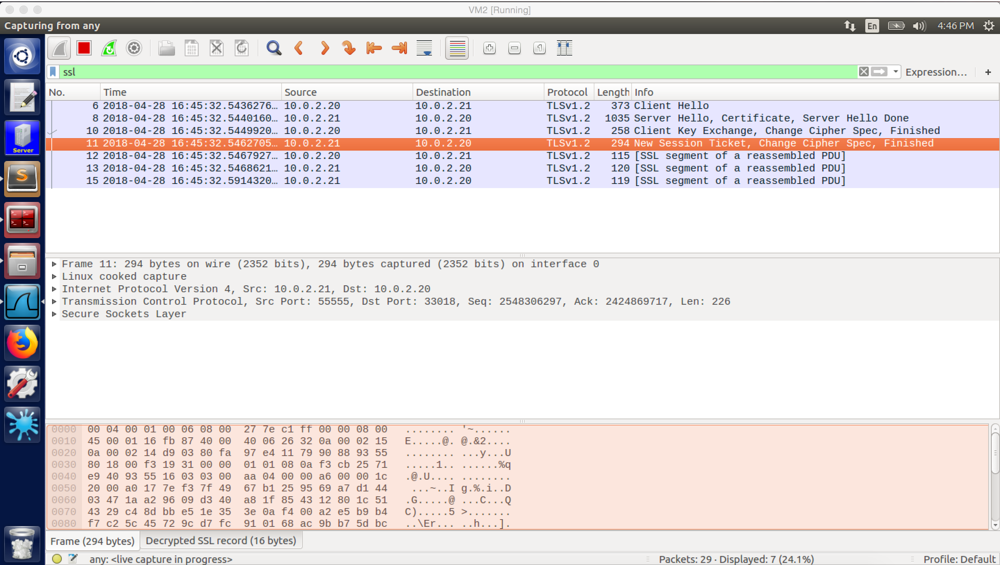 VM2 [Running]
Capturing from any
En
4:46 PM
ssl
Expression…
+
No. Time Source Destination Protocol Length Info
6 2018-04-28 16:45:32.5436276… 10.0.2.20 10.0.2.21 TLSv1.2 373 Client Hello
8 2018-04-28 16:45:32.5440160… 10.0.2.21 10.0.2.20 TLSv1.2 1035 Server Hello, Certificate, Server Hello Done
10 2018-04-28 16:45:32.5449920… 10.0.2.20 10.0.2.21 TLSv1.2 258 Client Key Exchange, Change Cipher Spec, Finished
11 2018-04-28 16:45:32.5462705… 10.0.2.21 10.0.2.20 TLSv1.2 294 New Session Ticket, Change Cipher Spec, Finished
12 2018-04-28 16:45:32.5467927… 10.0.2.20 10.0.2.21 TLSv1.2 115 [SSL segment of a reassembled PDU]
13 2018-04-28 16:45:32.5468621… 10.0.2.21 10.0.2.20 TLSv1.2 120 [SSL segment of a reassembled PDU]
15 2018-04-28 16:45:32.5914320… 10.0.2.21 10.0.2.20 TLSv1.2 119 [SSL segment of a reassembled PDU]
Server
Frame 11: 294 bytes on wire (2352 bits), 294 bytes captured (2352 bits) on interface 0
Linux cooked capture
Internet Protocol Version 4, Src: 10.0.2.21, Dst: 10.0.2.20
Transmission Control Protocol, Src Port: 55555, Dst Port: 33018, Seq: 2548306297, Ack: 2424869717, Len: 226
Secure Sockets Layer
0000 00 04 00 01 00 06 08 00 27 7e c1 ff 00 00 08 00 ........ '~......
0010 45 00 01 16 fb 87 40 00 40 06 26 32 0a 00 02 15 E.....@. @.&2....
0020 0a 00 02 14 d9 03 80 fa 97 e4 11 79 90 88 93 55 ........ ...y...U
0030 80 18 00 f3 19 31 00 00 01 01 08 0a f3 cb 25 71 .....1.. ......%q
0040 e9 40 93 55 16 03 03 00 aa 04 00 00 a6 00 00 1c .@.U.... ........
0050 20 00 a0 17 7e f3 7f 49 67 b1 25 95 69 a7 d1 44 ...~..I g.%.i..D
0060 03 47 1a a2 96 09 d3 40 a8 1f 85 43 12 80 1c 51 .G.....@ ...C...Q
0070 43 29 c4 8d bb e5 1e 35 3e 0a f4 00 a2 e5 b9 b4 C).....5 >.......
0080 f7 c2 5c 45 72 9c d7 fc 91 01 68 ac 9b b7 5d bc ..\Er... ..h...].
Frame (294 bytes) Decrypted SSL record (16 bytes)
any: <live capture in progress> Packets: 29 · Displayed: 7 (24.1%) Profile: Default